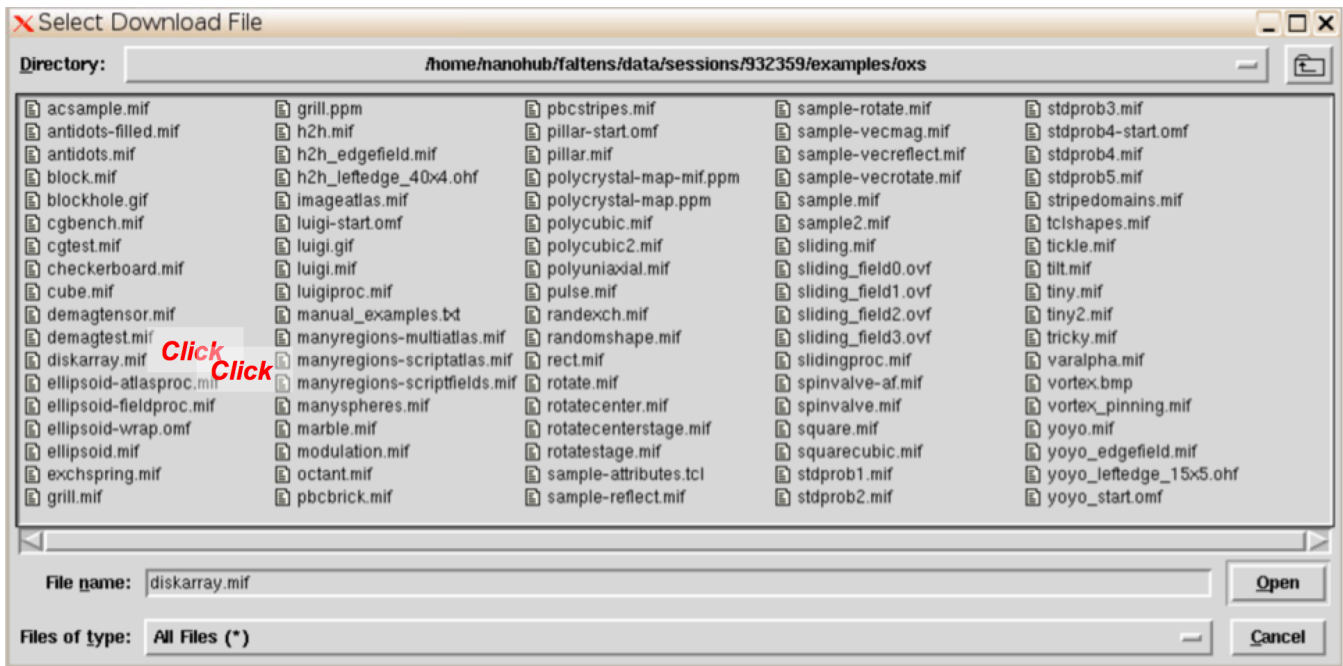 Select Download File
Directory: /home/nanohub/faltens/data/sessions/932359/examples/oxs
acsample.mif
antidots-filled.mif
antidots.mif
block.mif
blockhole.gif
cgbench.mif
cgtest.mif
checkerboard.mif
cube.mif
demagtensor.mif
demagtest.mif
diskarray.mif
ellipsoid-atlasproc.mif
ellipsoid-fieldproc.mif
ellipsoid-wrap.omf
ellipsoid.mif
exchspring.mif
grill.mif
Click
Click
grill.ppm
h2h.mif
h2h_edgefield.mif
h2h_leftedge_40x4.ohf
imageatlas.mif
luigi-start.omf
luigi.gif
luigi.mif
luigiproc.mif
manual_examples.txt
manyregions-multiatlas.mif
manyregions-scriptatlas.mif
manyregions-scriptfields.mif
manyspheres.mif
marble.mif
modulation.mif
octant.mif
pbcbrick.mif
pbcstripes.mif
pillar-start.omf
pillar.mif
polycrystal-map-mif.ppm
polycrystal-map.ppm
polycubic.mif
polycubic2.mif
polyuniaxial.mif
pulse.mif
randexch.mif
randomshape.mif
rect.mif
rotate.mif
rotatecenter.mif
rotatecenterstage.mif
rotatestage.mif
sample-attributes.tcl
sample-reflect.mif
sample-rotate.mif
sample-vecmag.mif
sample-vecreflect.mif
sample-vecrotate.mif
sample.mif
sample2.mif
sliding.mif
sliding_field0.ovf
sliding_field1.ovf
sliding_field2.ovf
sliding_field3.ovf
slidingproc.mif
spinvalve-af.mif
spinvalve.mif
square.mif
squarecubic.mif
stdprob1.mif
stdprob2.mif
stdprob3.mif
stdprob4-start.omf
stdprob4.mif
stdprob5.mif
stripedomains.mif
tclshapes.mif
tickle.mif
tilt.mif
tiny.mif
tiny2.mif
tricky.mif
varalpha.mif
vortex.bmp
vortex_pinning.mif
yoyo.mif
yoyo_edgefield.mif
yoyo_leftedge_15x5.ohf
yoyo_start.omf
File name: diskarray.mif Open
Files of type: All Files (*) Cancel